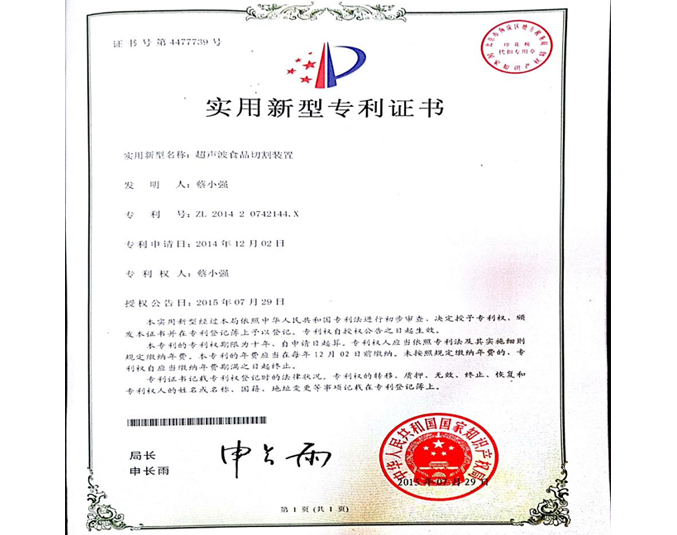 证书号第4477739号
实用新型专利证书
实用新型名称：超声波食品切割装置
发明人：蔡小强
专利号：ZL 2014 2 0742144.X
专利申请日：2014年12月02日
专利权人：蔡小强
授权公告日：2015年07月29日
本实用新型经过本局依照中华人民共和国专利法进行初步审查，决定授予专利权，颁
发本证书并在专利登记簿上予以登记。专利权自授权公告之日起生效。
本专利的专利权期限为十年，自申请日起算。专利权人应当依照专利法及其实施细则
规定缴纳年费。本专利的年费应当在每年12月02日前缴纳。未按照规定缴纳年费的，专
利权自应当缴纳年费期满之日起终止。
专利证书记载专利权登记时的法律状况。专利权的转移、质押、无效、终止、恢复和
专利权人的姓名或名称、国籍、地址变更等事项记载在专利登记簿上。
局长
申长雨
中华人民共和国国家知识产权局
2015年07月29日
第1页(共1页)